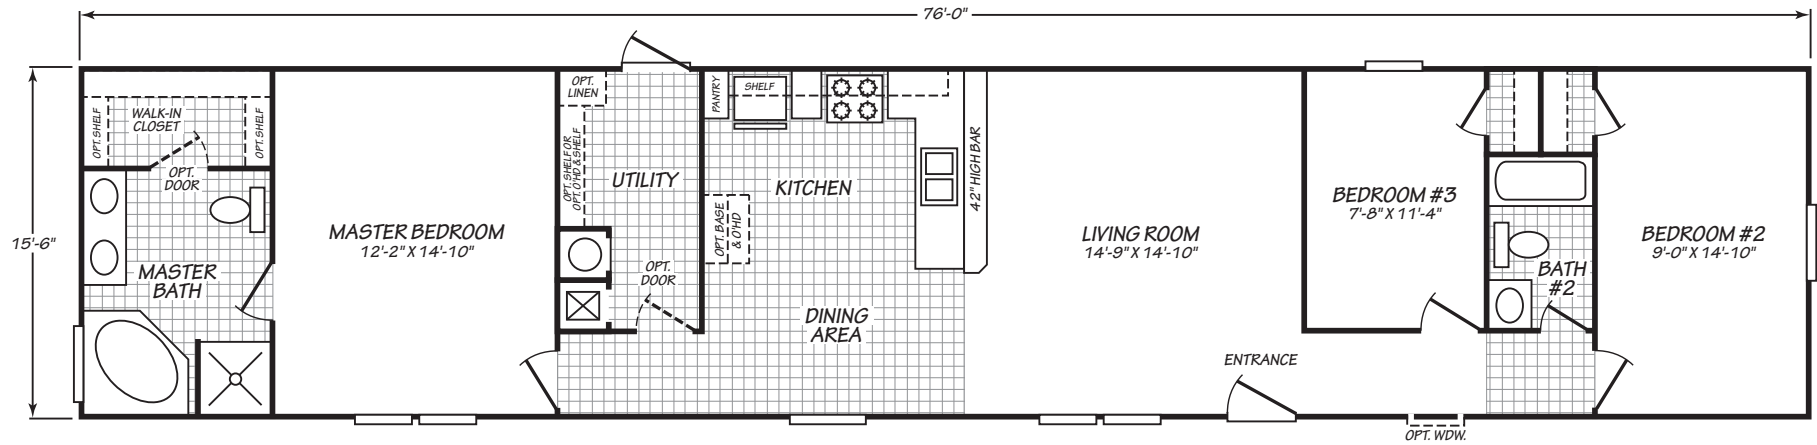 76'-0"
15'-6"
OPT. SHELF
WALK-IN
CLOSET
OPT. SHELF
OPT.
DOOR
MASTER
BATH
MASTER BEDROOM
12'-2" X 14'-10"
OPT.
LINEN
OPT. SHELF OR
OPT. O'HD & SHELF
UTILITY
OPT.
DOOR
PANTRY
SHELF
KITCHEN
OPT. BASE
& O'HD
42" HIGH BAR
DINING
AREA
LIVING ROOM
14'-9" X 14'-10"
ENTRANCE
BEDROOM #3
7'-8" X 11'-4"
BATH
#2
BEDROOM #2
9'-0" X 14'-10"
OPT. WDW.